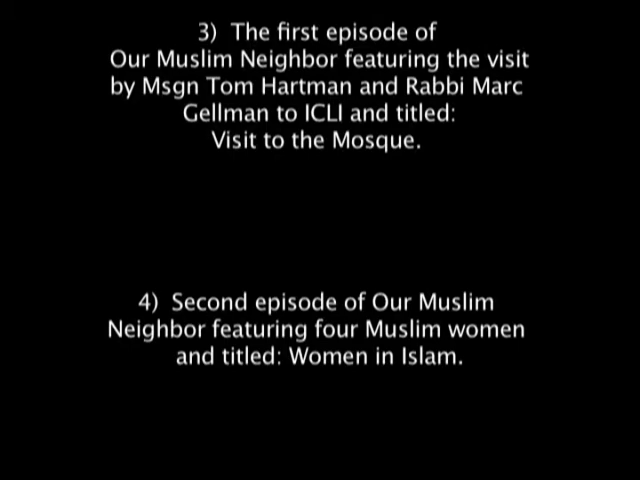 3)  The first episode of
Our Muslim Neighbor featuring the visit
by Msgn Tom Hartman and Rabbi Marc
Gellman to ICLI and titled:
Visit to the Mosque.
4)  Second episode of Our Muslim
Neighbor featuring four Muslim women
and titled: Women in Islam.